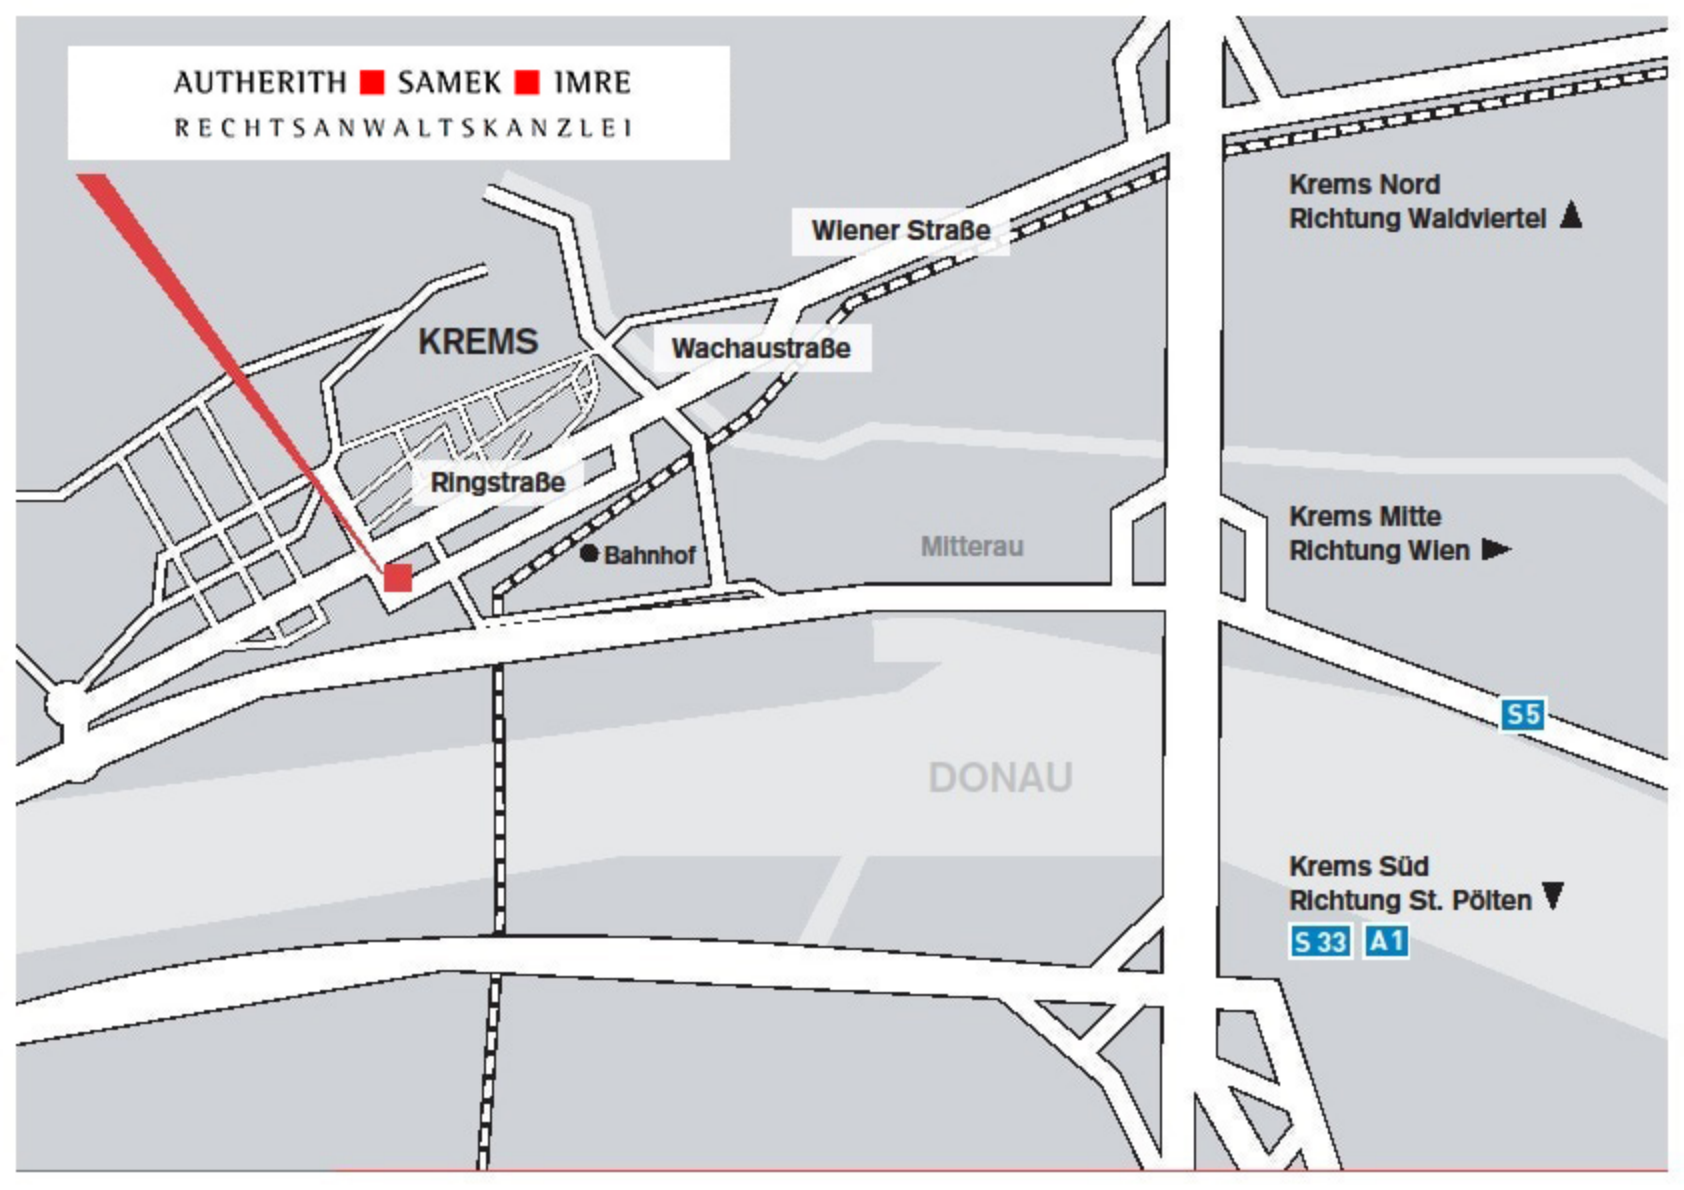 AUTHERITH SAMEK IMRE
RECHTSANWALTSKANZLEI
Krems Nord
Richtung Waldviertel
Wiener Straße
KREMS
Wachaustraße
Ringstraße
Bahnhof
Mitterau
Krems Mitte
Richtung Wien
S5
DONAU
Krems Süd
Richtung St. Pölten
S 33 A1